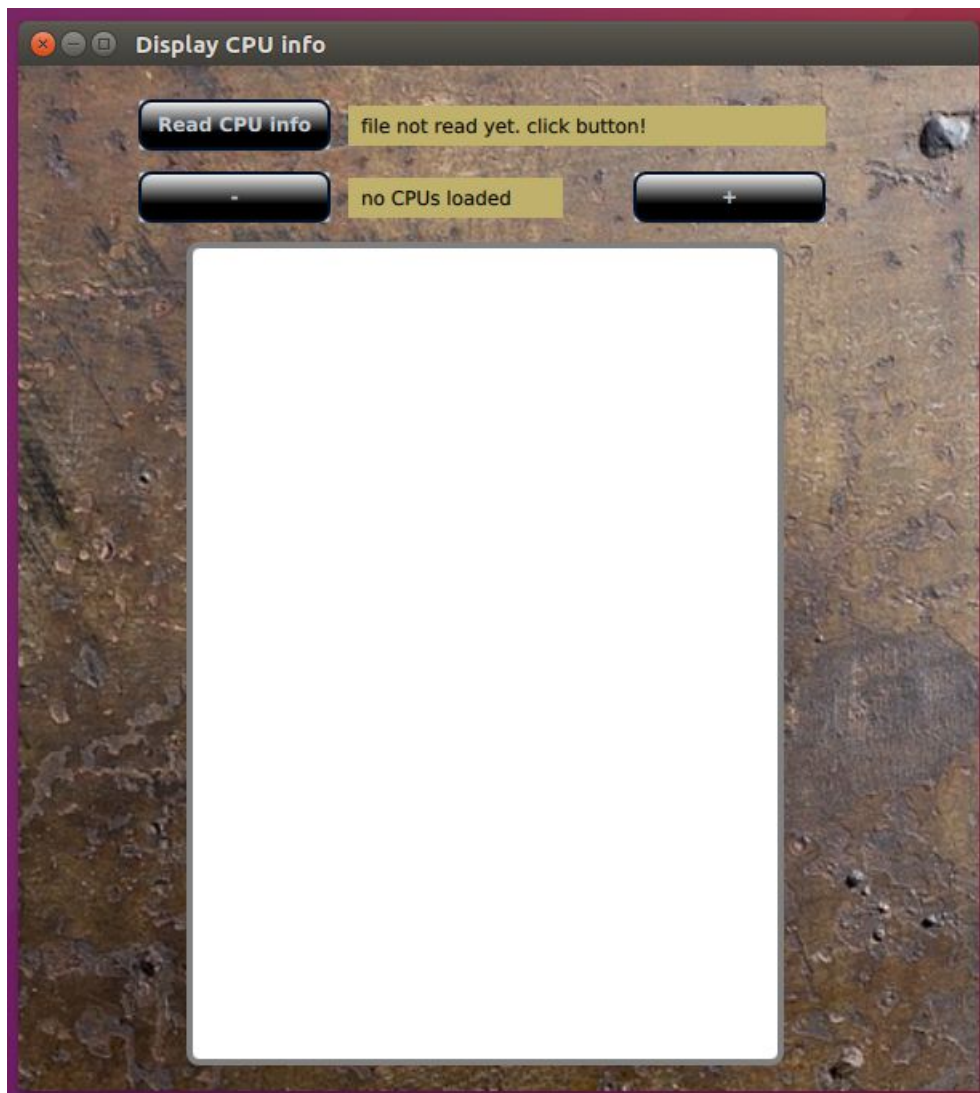 Display CPU info
Read CPU info file not read yet. click button!
- no CPUs loaded +